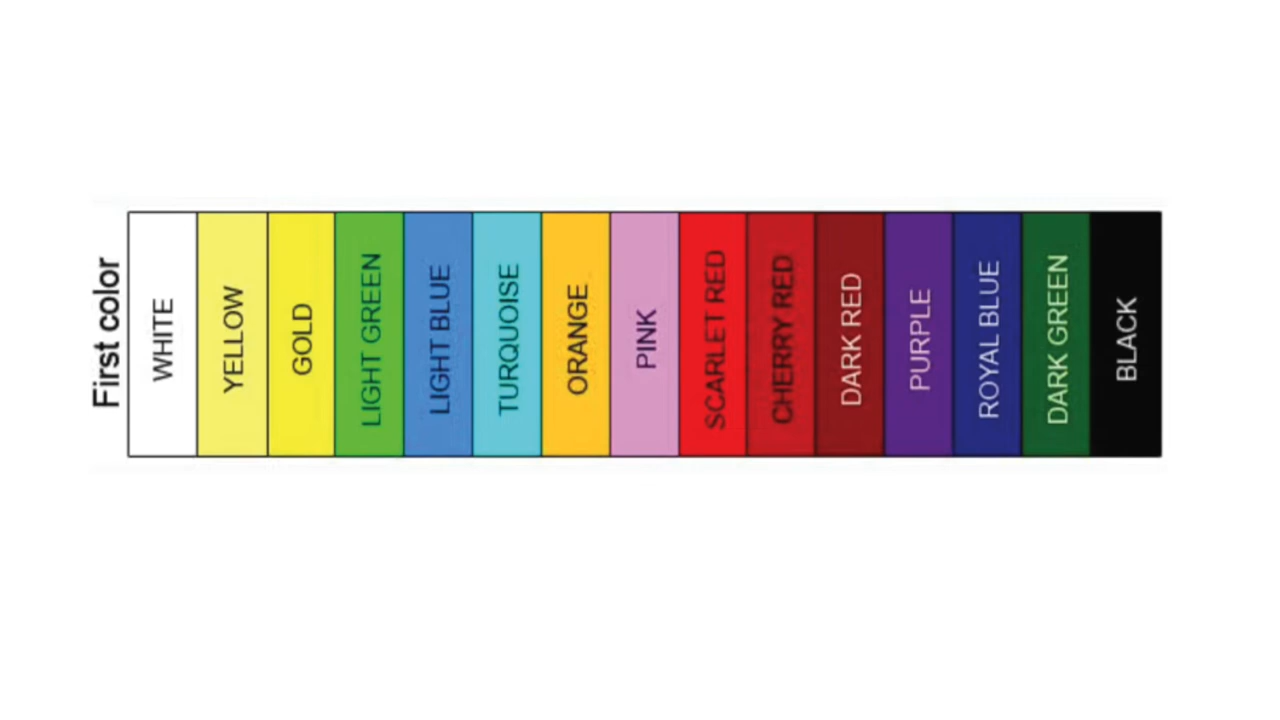 First color
WHITE
YELLOW
GOLD
LIGHT GREEN
LIGHT BLUE
TURQUOISE
ORANGE
PINK
SCARLET RED
CHERRY RED
DARK RED
PURPLE
ROYAL BLUE
DARK GREEN
BLACK